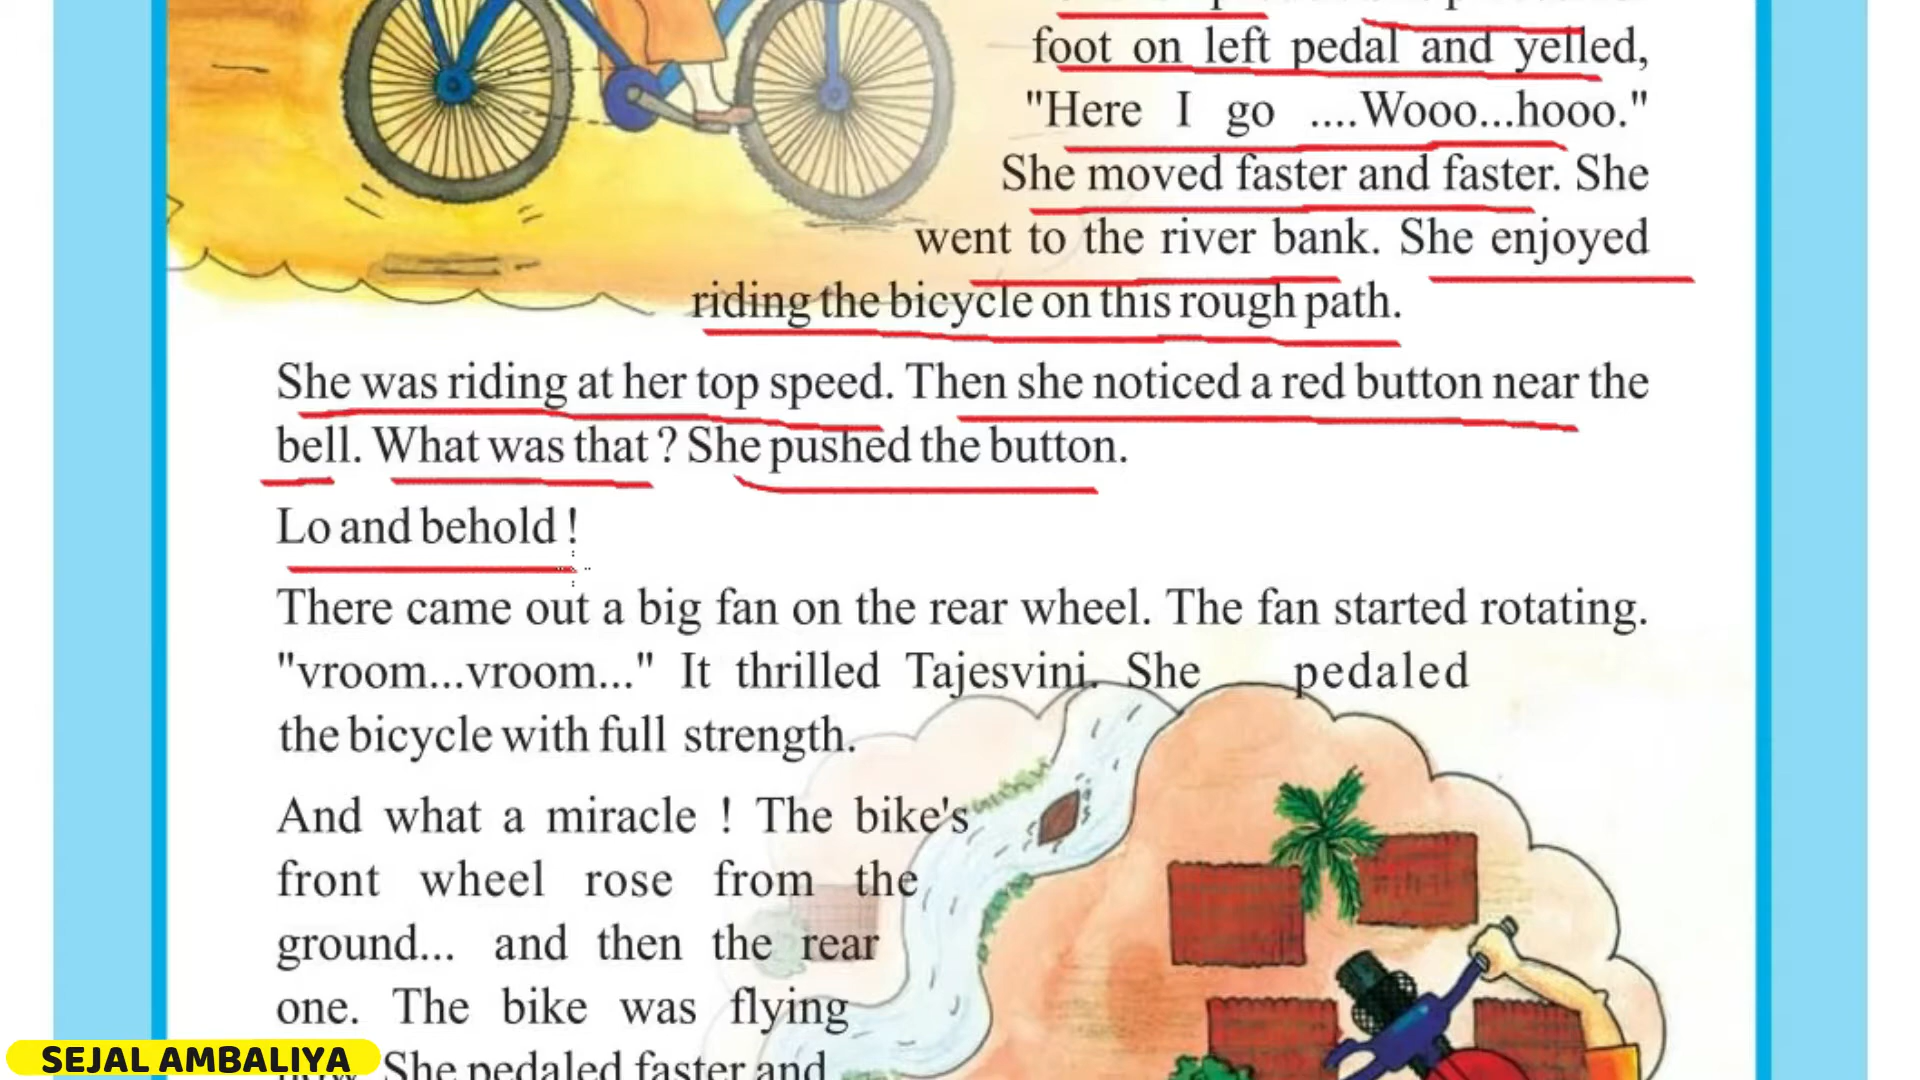 foot on left pedal and yelled,
"Here I go ....Wooo...hooo."
She moved faster and faster. She
went to the river bank. She enjoyed
riding the bicycle on this rough path.
She was riding at her top speed. Then she noticed a red button near the
bell. What was that ? She pushed the button.
Lo and behold !
There came out a big fan on the rear wheel. The fan started rotating.
"vroom...vroom..." It thrilled Tajesvini. She pedaled
the bicycle with full strength.
And what a miracle ! The bike's
front wheel rose from the
ground... and then the rear
one. The bike was flying
She pedaled faster and
SEJAL AMBALIYA